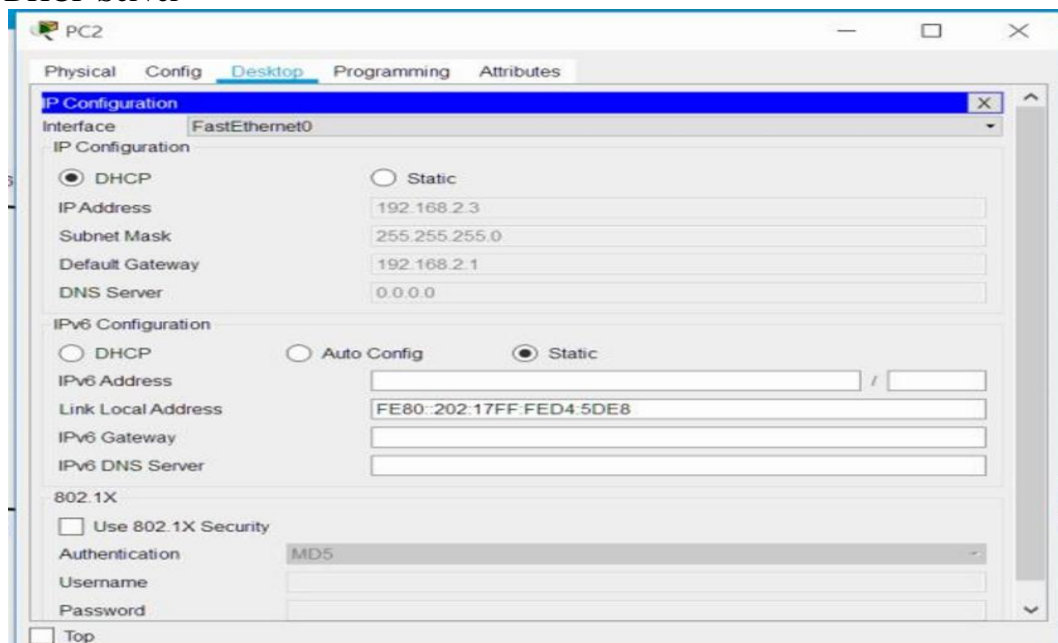 DHCP Server
PC2
Physical Config Desktop Programming Attributes
IP Configuration X
Interface FastEthernet0
IP Configuration
DHCP Static
IP Address 192.168.2.3
Subnet Mask 255.255.255.0
Default Gateway 192.168.2.1
DNS Server 0.0.0.0
IPv6 Configuration
DHCP Auto Config Static
IPv6 Address /
Link Local Address FE80::202:17FF:FED4:5DE8
IPv6 Gateway
IPv6 DNS Server
802.1X
Use 802.1X Security
Authentication MD5
Username
Password
Top